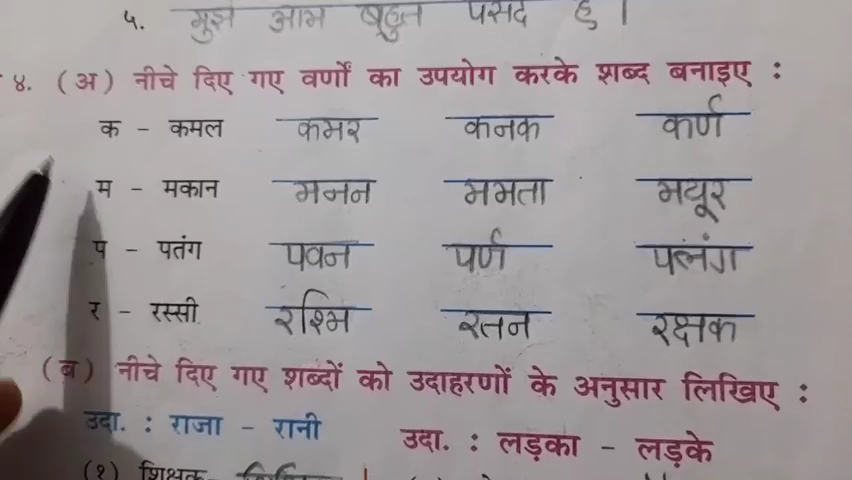 ५. मुझे आम बहुत पसंद है ।
४. (अ) नीचे दिए गए वर्णों का उपयोग करके शब्द बनाइए :
क - कमल कमर कनक कर्ण
म - मकान मनन ममता मयूर
प - पतंग पवन पर्ण पलंग
र - रस्सी रश्मि रतन रक्षक
(ब) नीचे दिए गए शब्दों को उदाहरणों के अनुसार लिखिए :
उदा. : राजा - रानी उदा. : लड़का - लड़के
(१) शिक्षक